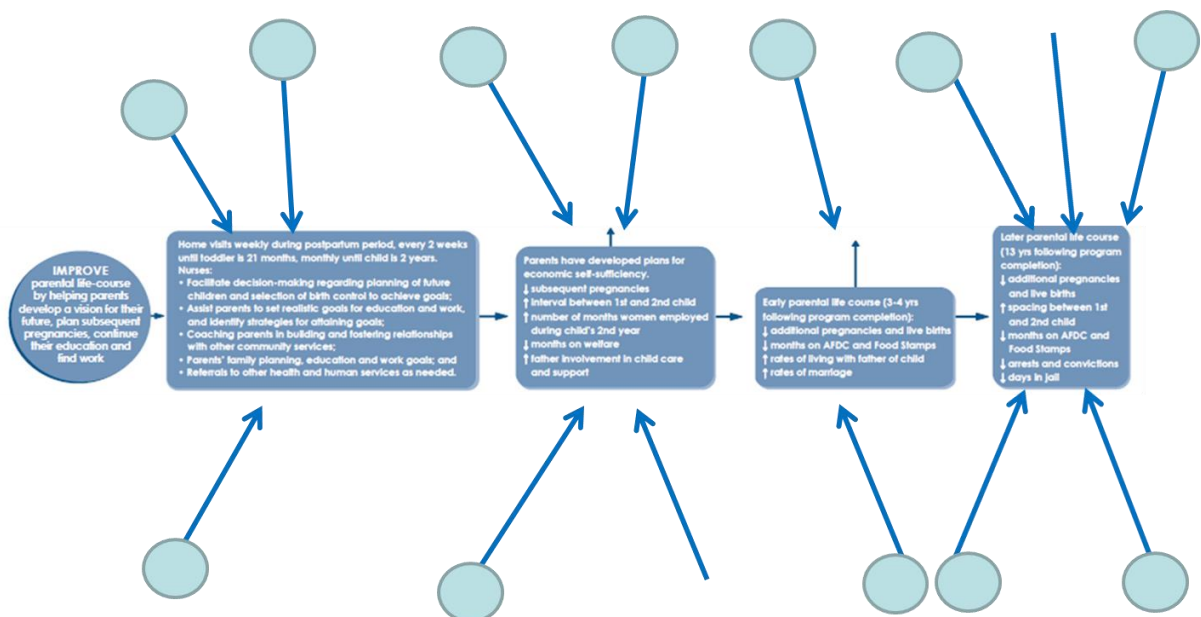 IMPROVE
parental life-course
by helping parents
develop a vision for their
future, plan subsequent
pregnancies, continue
their education and
find work
Home visits weekly during postpartum period, every 2 weeks
until toddler is 21 months, monthly until child is 2 years.
Nurses:
• Facilitate decision-making regarding planning of future
children and selection of birth control to achieve goals;
• Assist parents to set realistic goals for education and work,
and identify strategies for attaining goals;
• Coaching parents in building and fostering relationships
with other community services;
• Parents' family planning, education and work goals; and
• Referrals to other health and human services as needed.
Parents have developed plans for
economic self-sufficiency.
↓ subsequent pregnancies
↑ interval between 1st and 2nd child
↑ number of months women employed
during child's 2nd year
↓ months on welfare
↑ father involvement in child care
and support
Early parental life course (3-4 yrs
following program completion):
↓ additional pregnancies and live births
↓ months on AFDC and Food Stamps
↑ rates of living with father of child
↑ rates of marriage
Later parental life course
(13 yrs following program
completion):
↓ additional pregnancies
and live births
↑ spacing between 1st
and 2nd child
↓ months on AFDC and
Food Stamps
↓ arrests and convictions
↓ days in jail